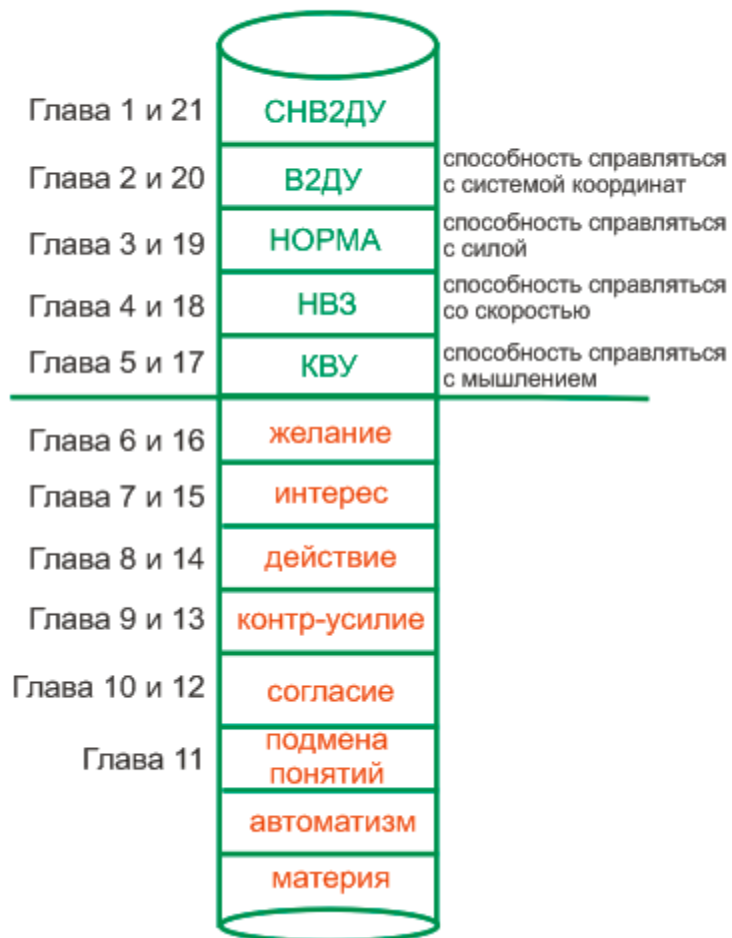 Глава 1 и 21 СНВ2ДУ
Глава 2 и 20 В2ДУ способность справляться
с системой координат
Глава 3 и 19 НОРМА способность справляться
с силой
Глава 4 и 18 НВЗ способность справляться
со скоростью
Глава 5 и 17 КВУ способность справляться
с мышлением
Глава 6 и 16 желание
Глава 7 и 15 интерес
Глава 8 и 14 действие
Глава 9 и 13 контр-усилие
Глава 10 и 12 согласие
Глава 11 подмена
понятий
автоматизм
материя